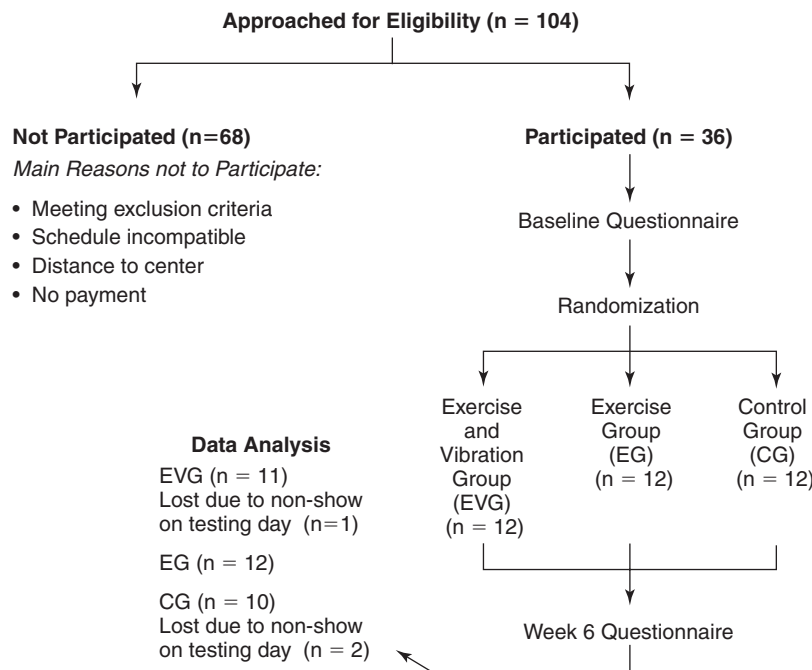 Approached for Eligibility (n = 104)
Not Participated (n=68)
Main Reasons not to Participate:
• Meeting exclusion criteria
• Schedule incompatible
• Distance to center
• No payment
Participated (n = 36)
Baseline Questionnaire
Randomization
Exercise
and
Vibration
Group
(EVG)
(n = 12)
Exercise
Group
(EG)
(n = 12)
Control
Group
(CG)
(n = 12)
Week 6 Questionnaire
Data Analysis
EVG (n = 11)
Lost due to non-show
on testing day (n=1)
EG (n = 12)
CG (n = 10)
Lost due to non-show
on testing day (n = 2)